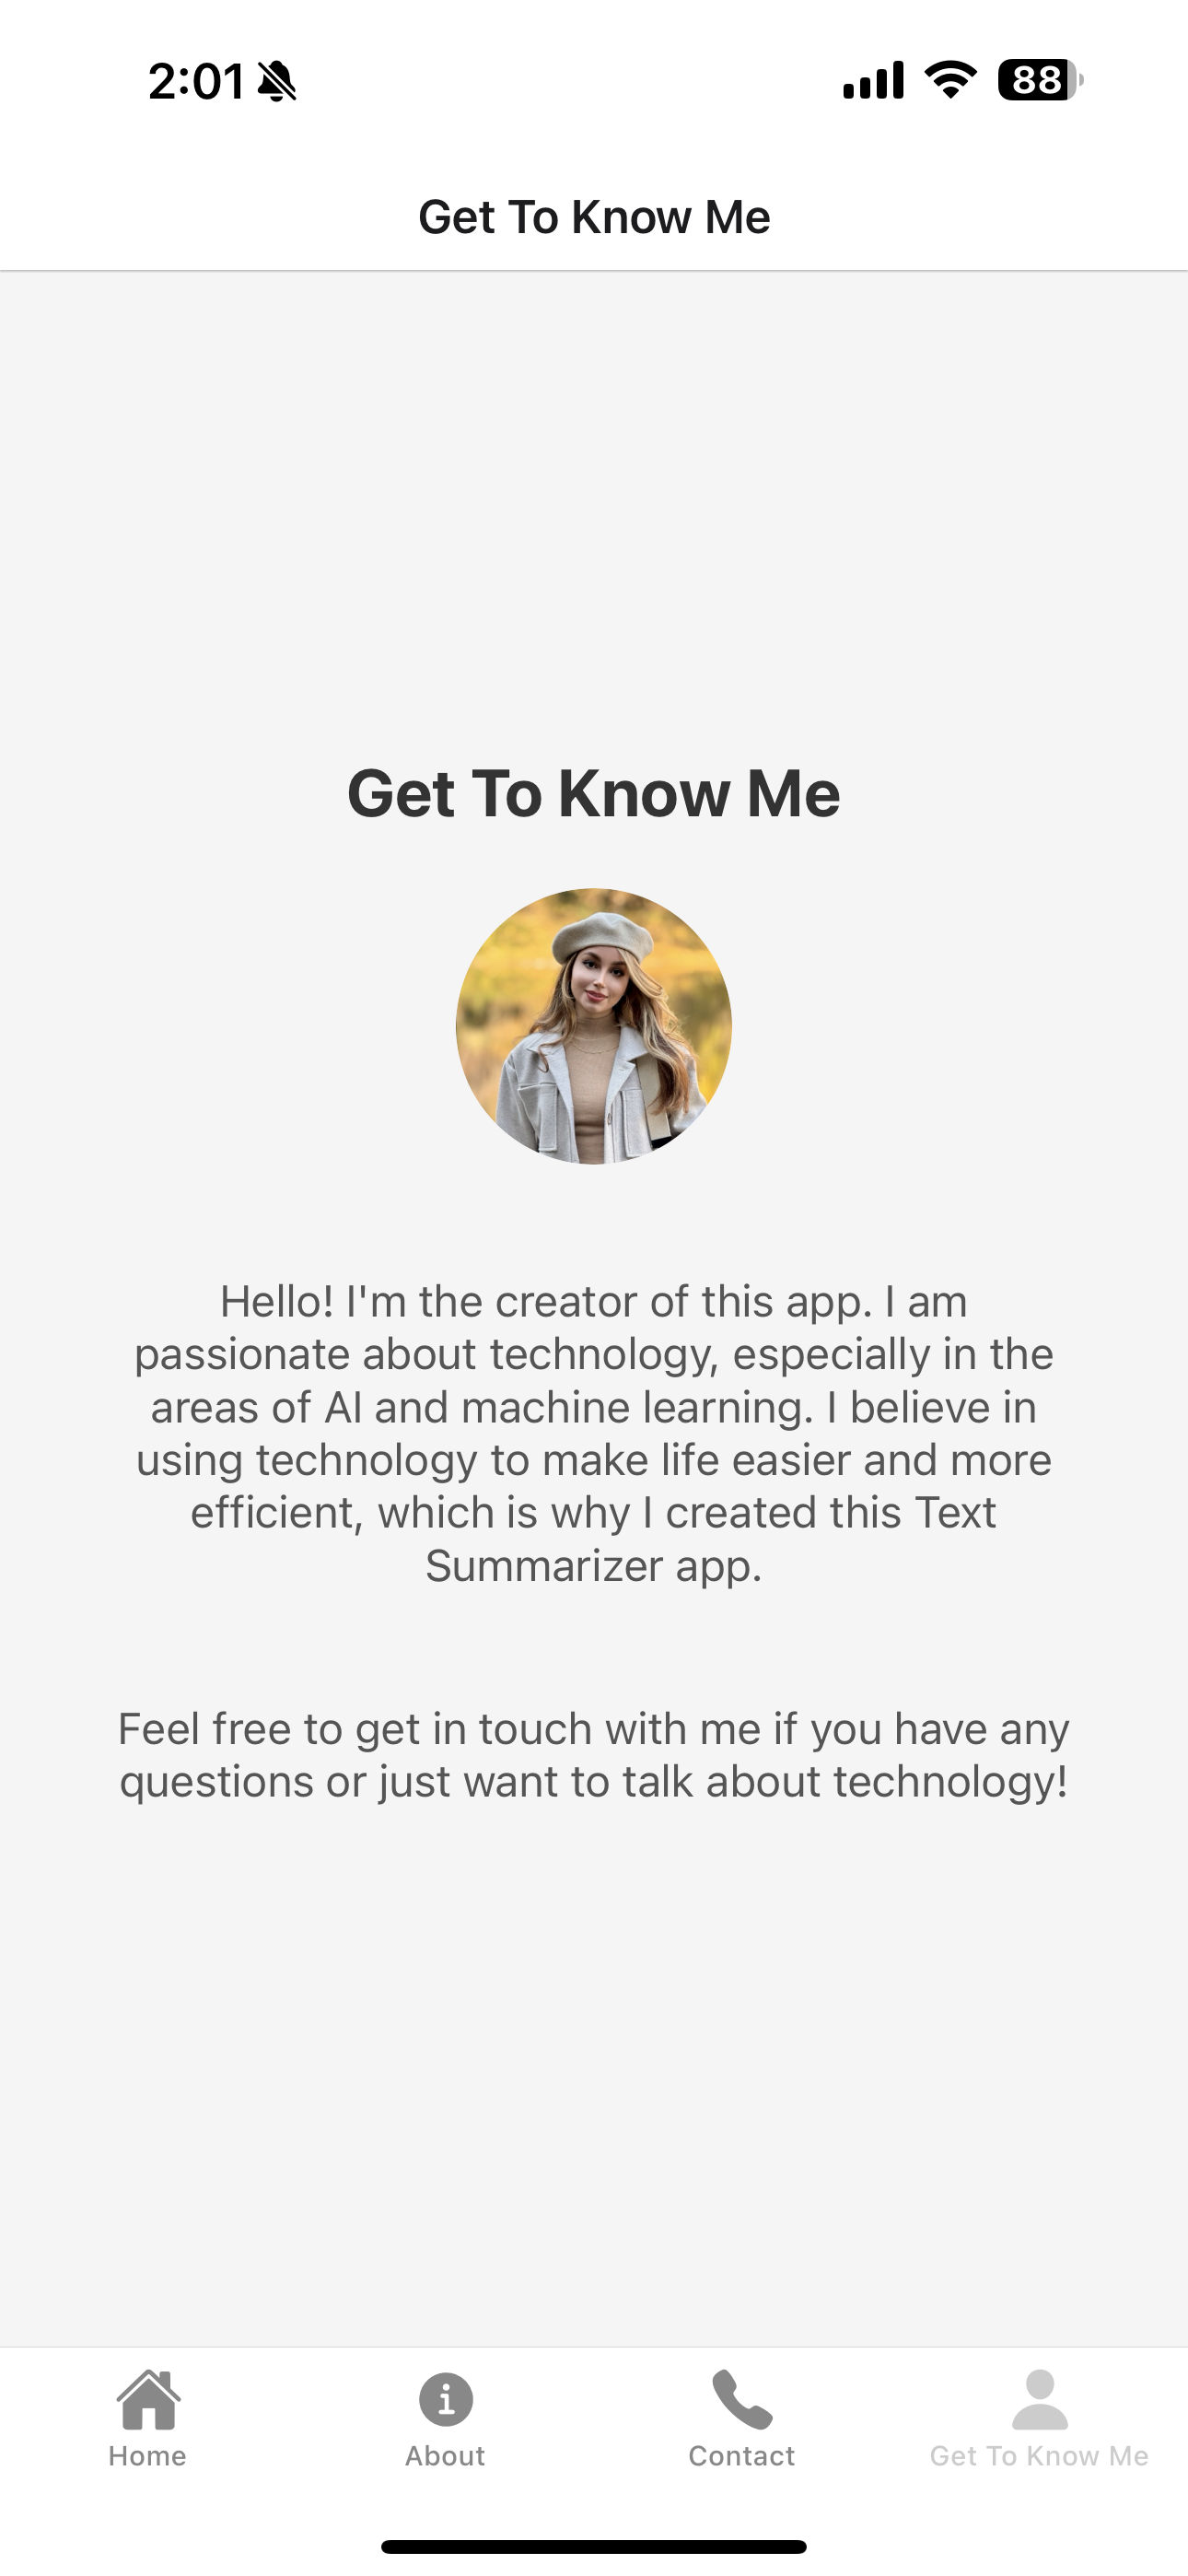 2:01
88
Get To Know Me
Get To Know Me
Hello! I'm the creator of this app. I am
passionate about technology, especially in the
areas of AI and machine learning. I believe in
using technology to make life easier and more
efficient, which is why I created this Text
Summarizer app.
Feel free to get in touch with me if you have any
questions or just want to talk about technology!
Home
About
Contact
Get To Know Me